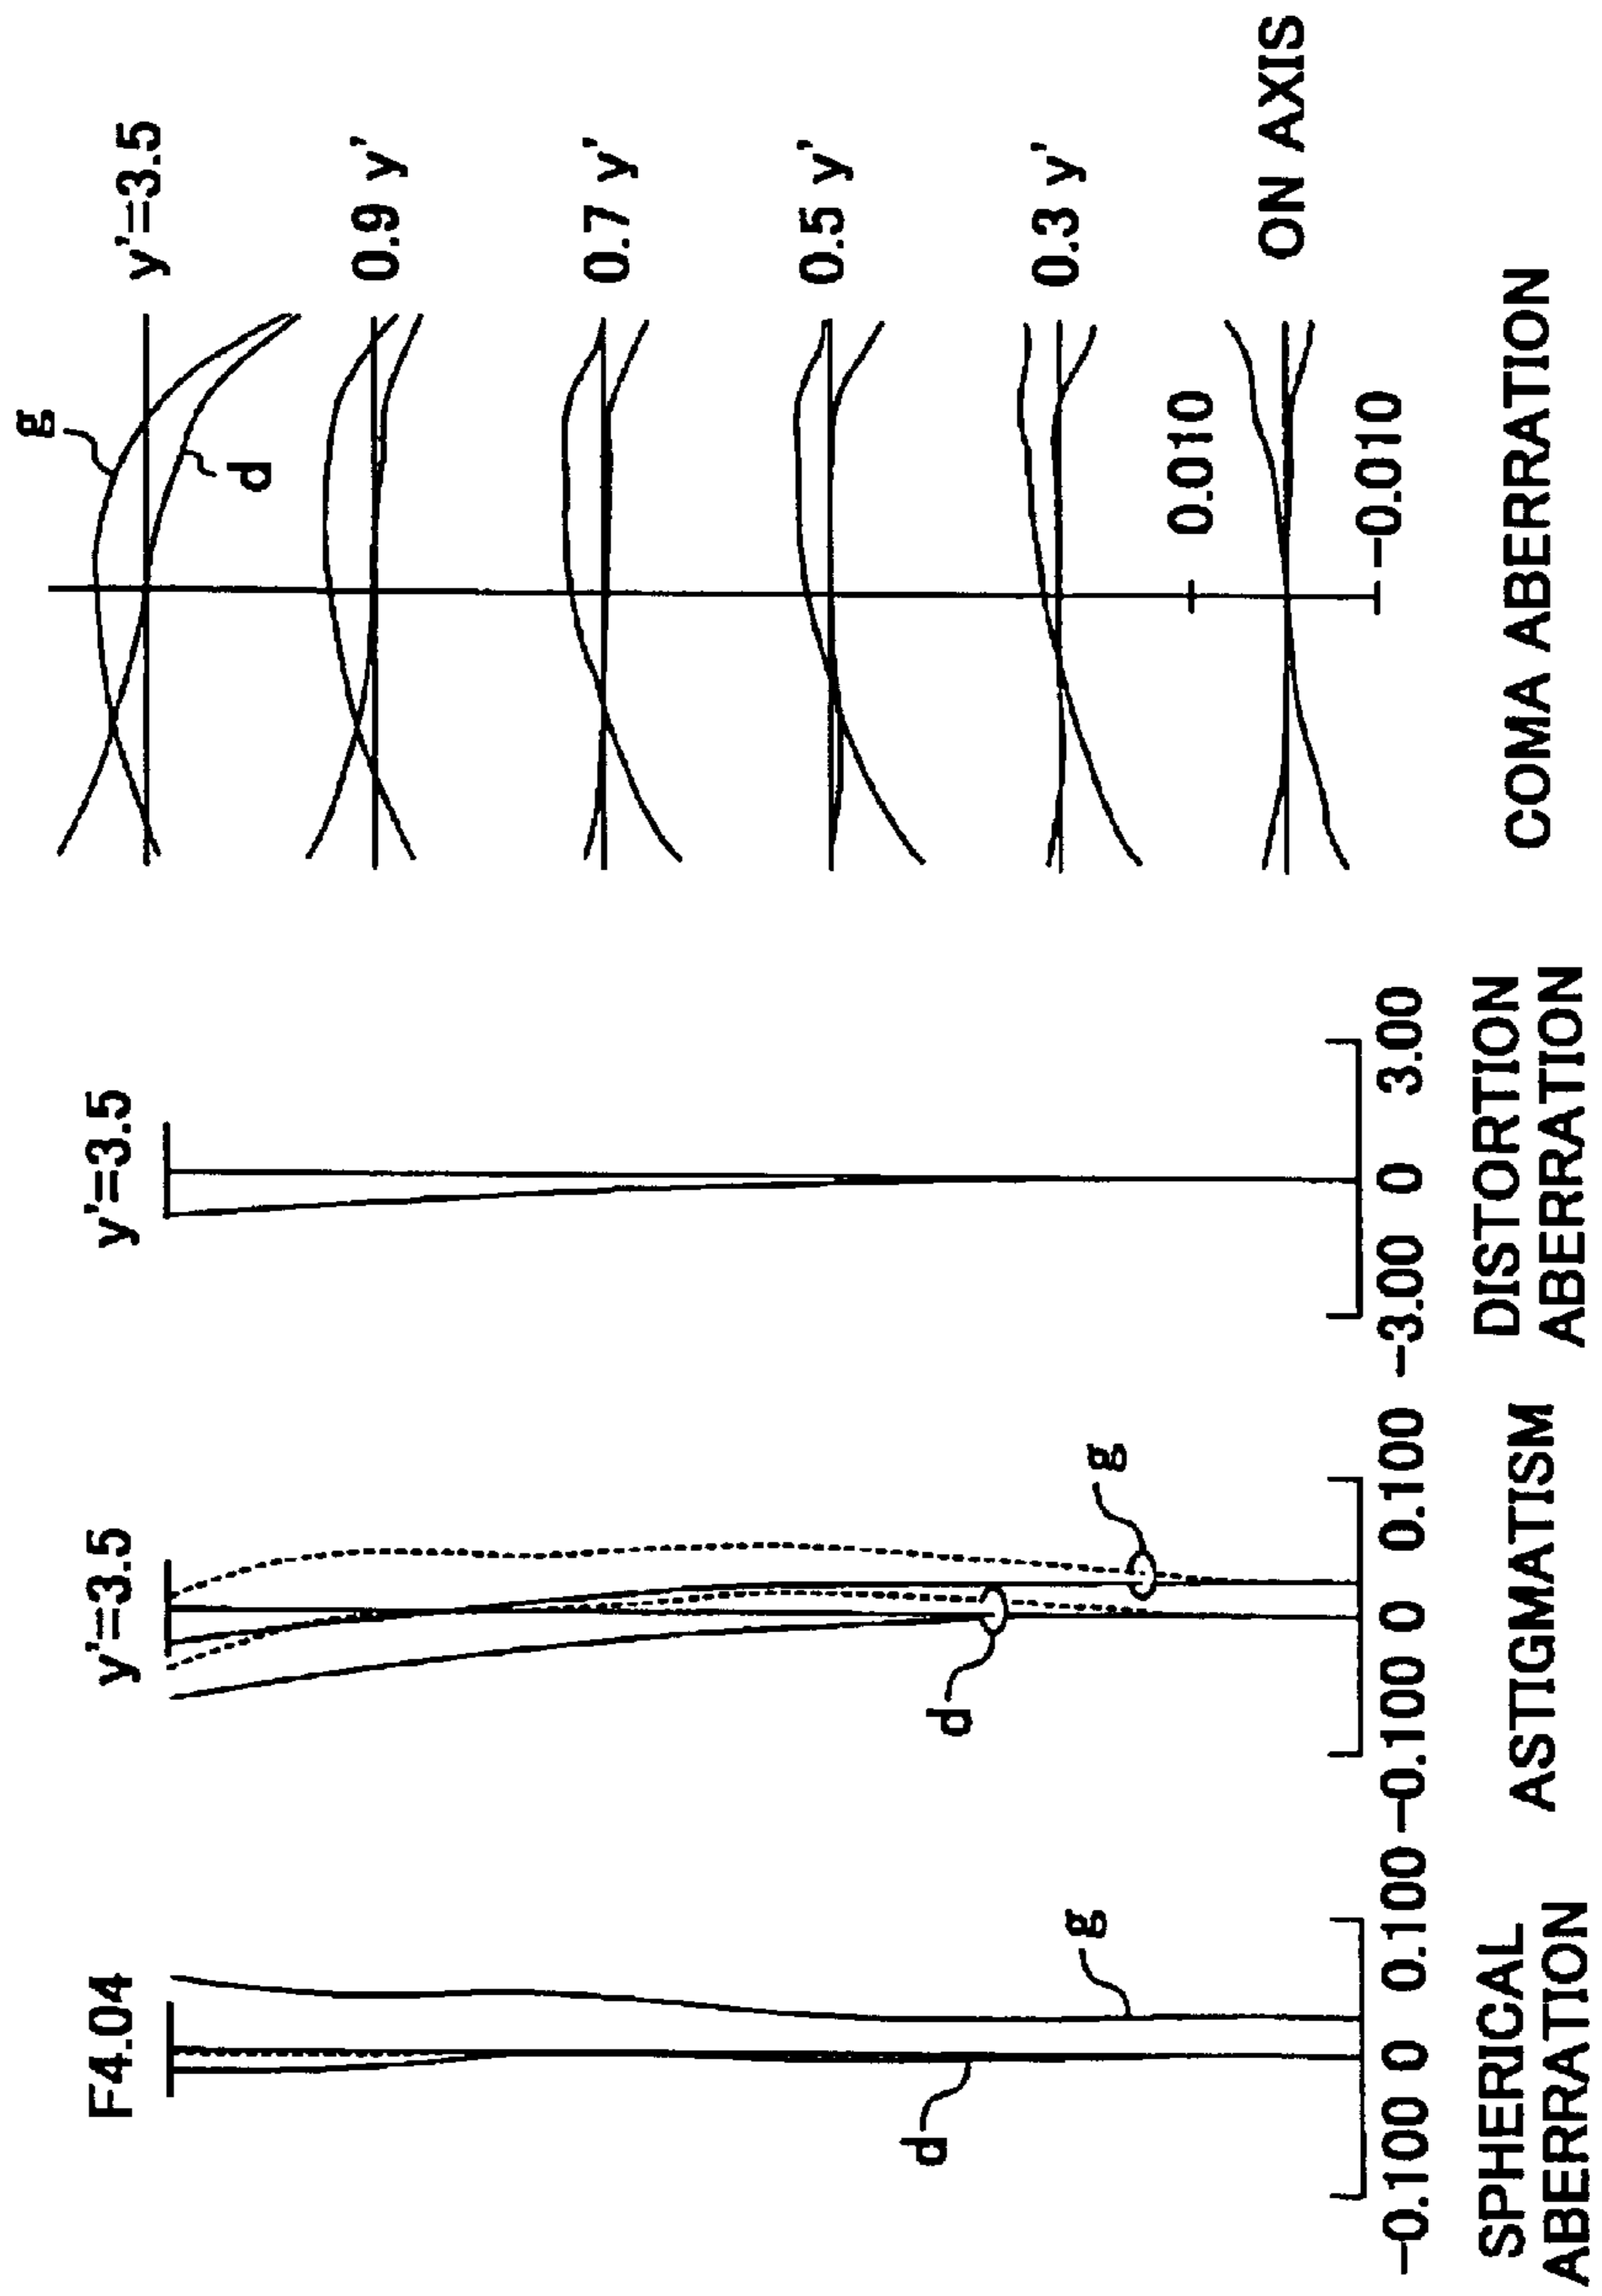 F4.04
g
d
−0.100 0 0.100
SPHERICAL
ABERRATION
y'=3.5
g
d
−0.100 0 0.100
ASTIGMATISM
y'=3.5
−3.00 0 3.00
DISTORTION
ABERRATION
g
y'=3.5
d
0.9 y'
0.7 y'
0.5 y'
0.3 y'
0.010
ON AXIS
−0.010
COMA ABERRATION